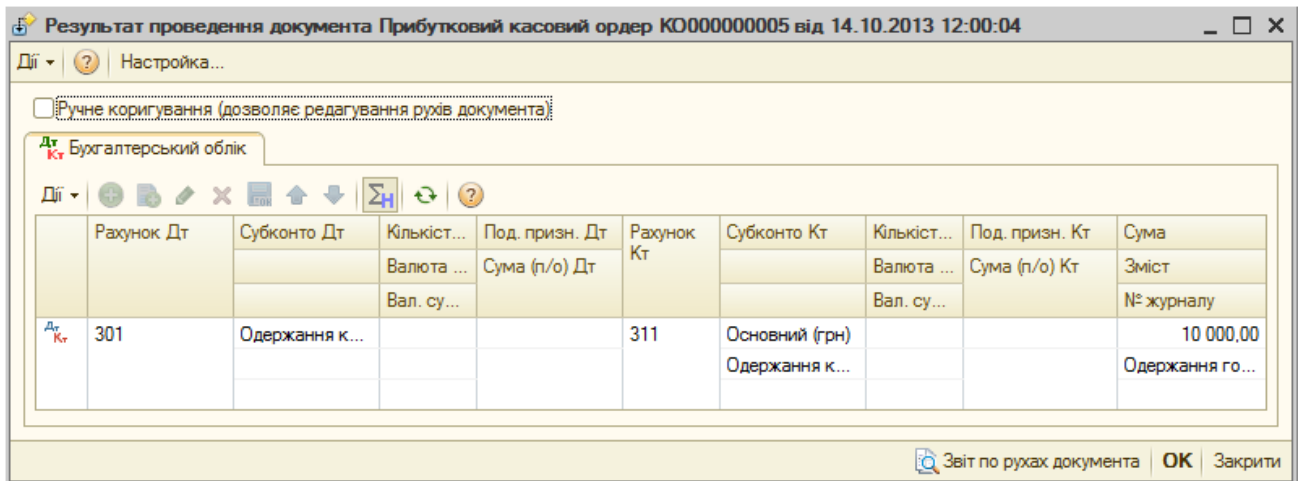 Результат проведення документа Прибутковий касовий ордер КО000000005 від 14.10.2013 12:00:04
Дії ? Настройка...
Ручне коригування (дозволяє редагування рухів документа)
Дт Кт Бухгалтерський облік
Дії Σн ?
Рахунок Дт Субконто Дт Кількіст... Под. призн. Дт Рахунок Кт Субконто Кт Кількіст... Под. призн. Кт Сума
Валюта ... Сума (п/о) Дт Валюта ... Сума (п/о) Кт Зміст
Вал. су... Вал. су... № журналу
Дт Кт 301 Одержання к... 311 Основний (грн) 10 000,00
Одержання к... Одержання го...
Звіт по рухах документа ОК Закрити